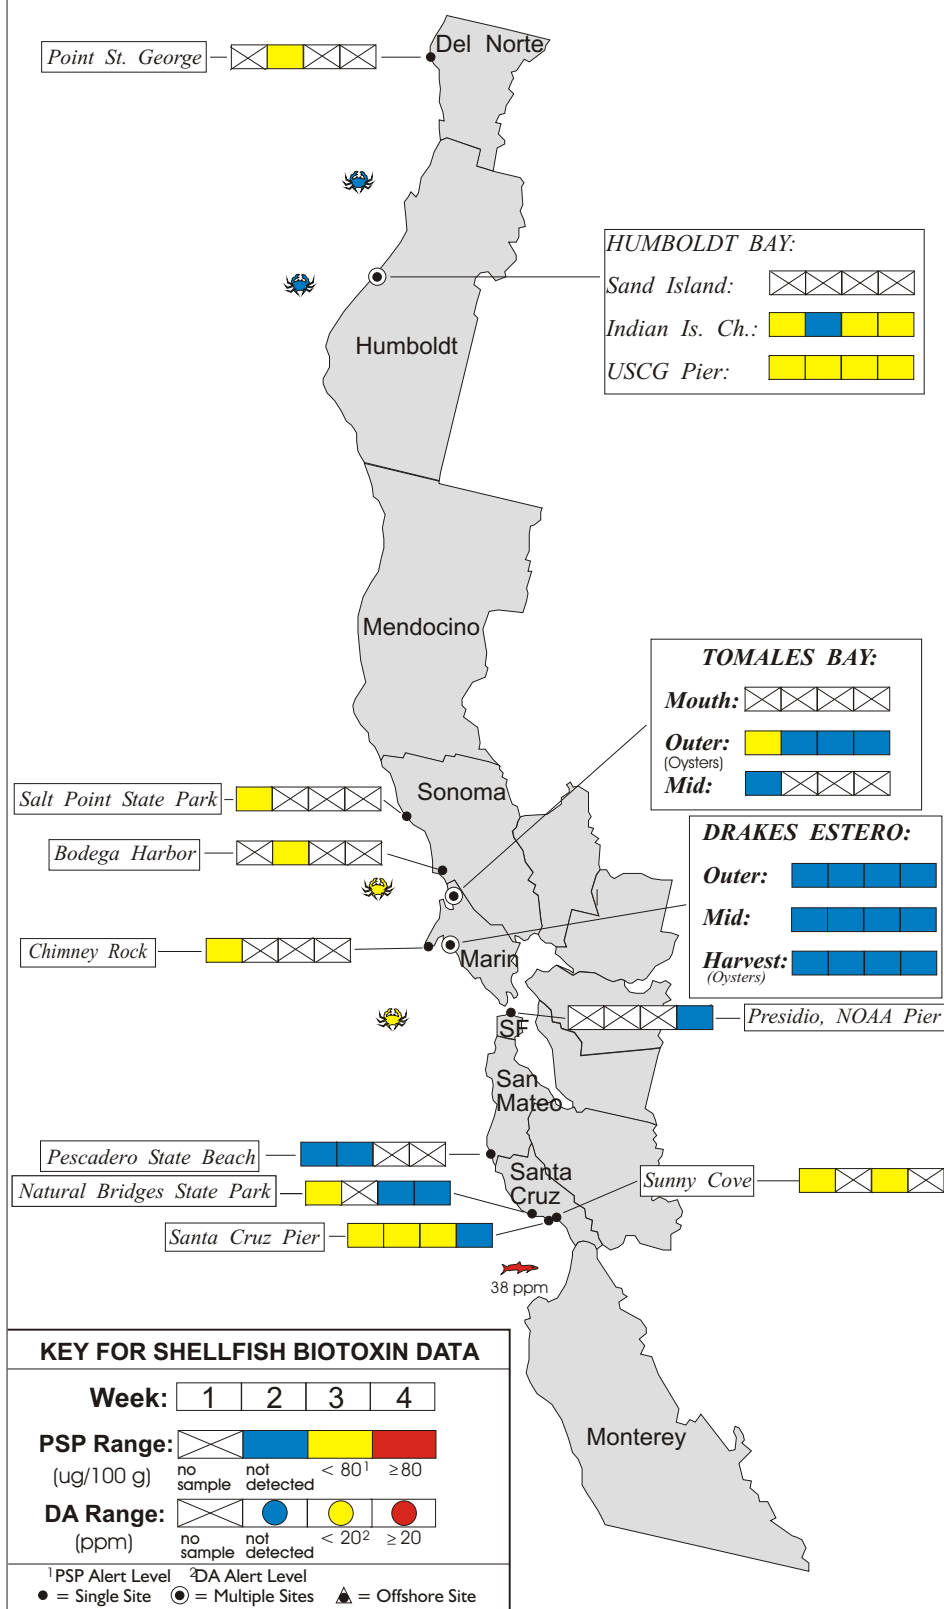 Del Norte
Point St. George
HUMBOLDT BAY:
Sand Island:
Indian Is. Ch.:
USCG Pier:
Humboldt
Mendocino
TOMALES BAY:
Mouth:
Outer:
(Oysters)
Mid:
Sonoma
Salt Point State Park
Bodega Harbor
DRAKES ESTERO:
Outer:
Mid:
Harvest:
(Oysters)
Chimney Rock
Marin
SF
Presidio, NOAA Pier
San
Mateo
Pescadero State Beach
Santa
Cruz
Sunny Cove
Natural Bridges State Park
Santa Cruz Pier
38 ppm
Monterey
KEY FOR SHELLFISH BIOTOXIN DATA
Week: 1 2 3 4
PSP Range:
(ug/100 g)
no sample not detected < 80¹ ≥80
DA Range:
(ppm)
no sample not detected < 20² ≥ 20
¹PSP Alert Level ²DA Alert Level
= Single Site = Multiple Sites = Offshore Site